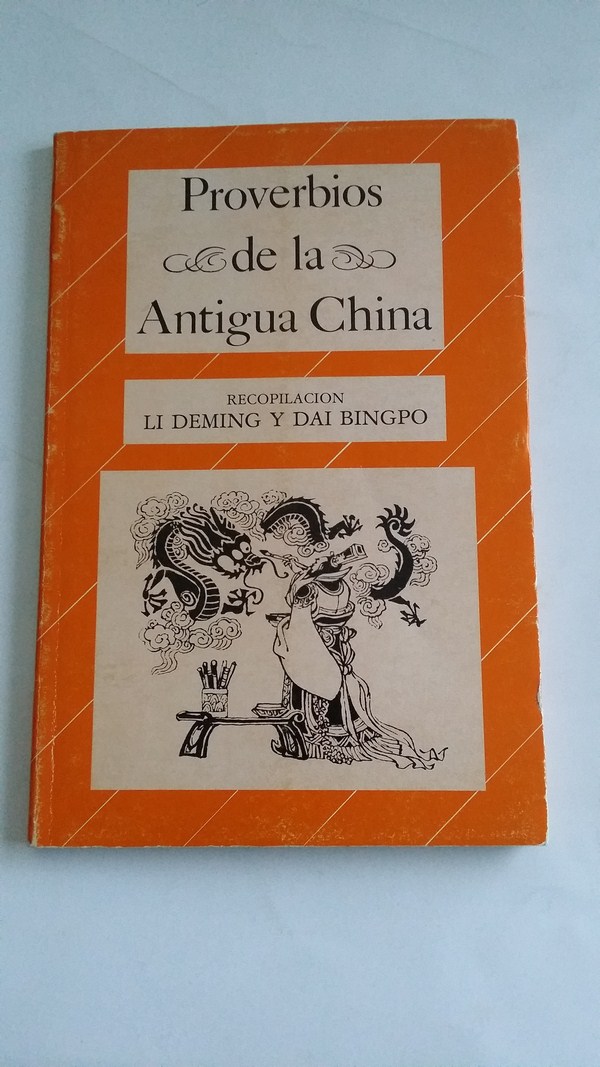 Proverbios
de la
Antigua China
RECOPILACION
LI DEMING Y DAI BINGPO